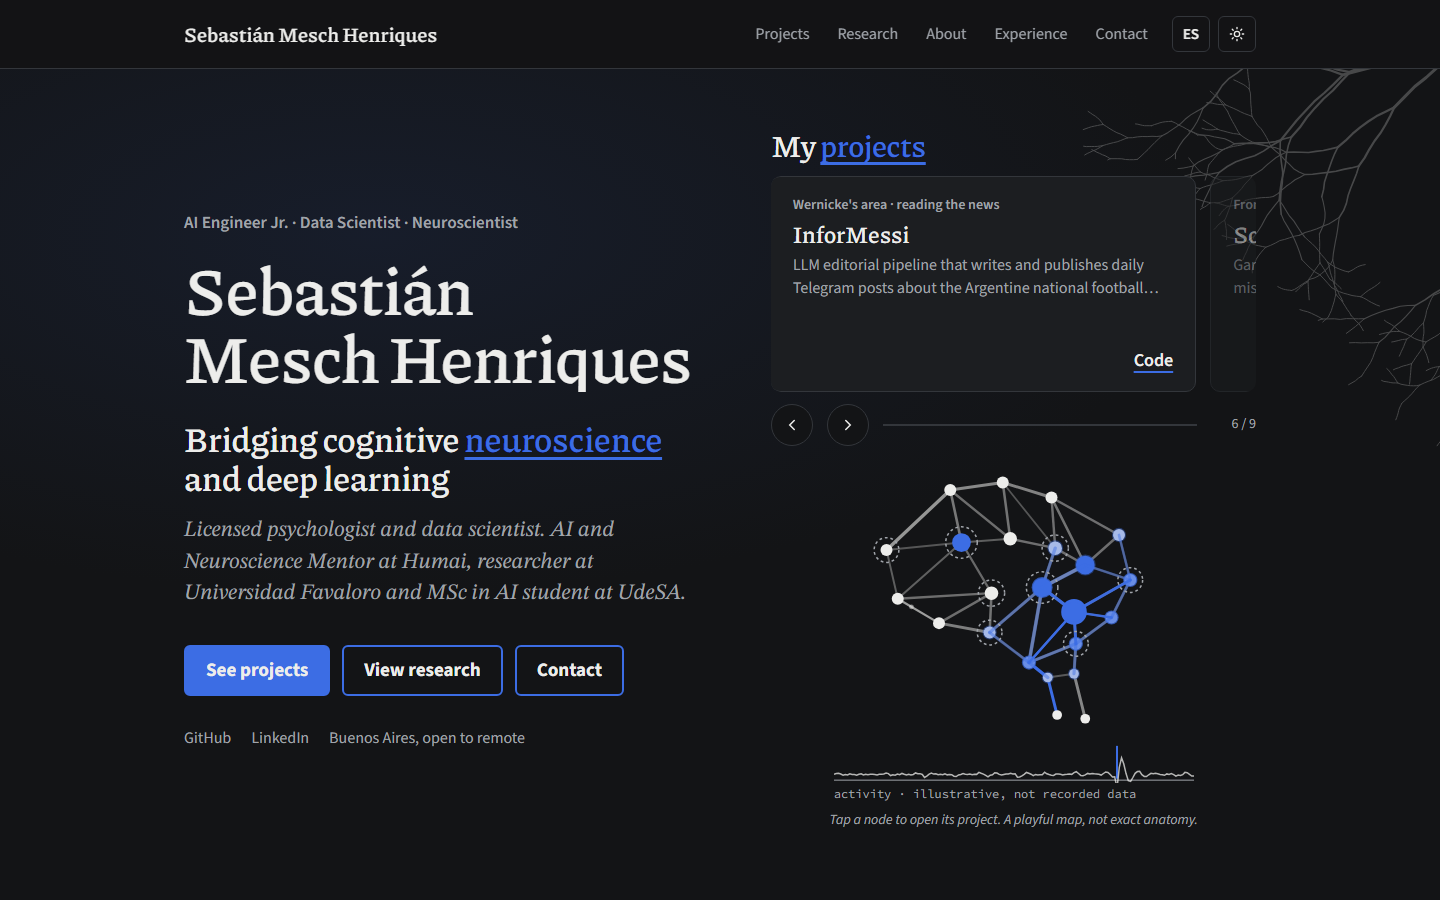 Sebastián Mesch Henriques
Projects
Research
About
Experience
Contact
ES
AI Engineer Jr. · Data Scientist · Neuroscientist
Sebastián
Mesch Henriques
Bridging cognitive neuroscience
and deep learning
Licensed psychologist and data scientist. AI and
Neuroscience Mentor at Humai, researcher at
Universidad Favaloro and MSc in AI student at UdeSA.
See projects
View research
Contact
GitHub
LinkedIn
Buenos Aires, open to remote
My projects
Wernicke's area · reading the news
InforMessi
LLM editorial pipeline that writes and publishes daily
Telegram posts about the Argentine national football…
Code
6 / 9
activity · illustrative, not recorded data
Tap a node to open its project. A playful map, not exact anatomy.